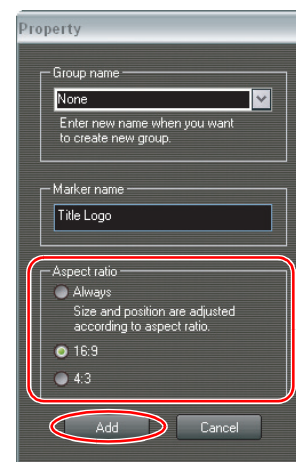 Property
Group name
None
Enter new name when you want
to create new group.
Marker name
Title Logo
Aspect ratio
Always
Size and position are adjusted
according to aspect ratio.
16:9
4:3
Add Cancel